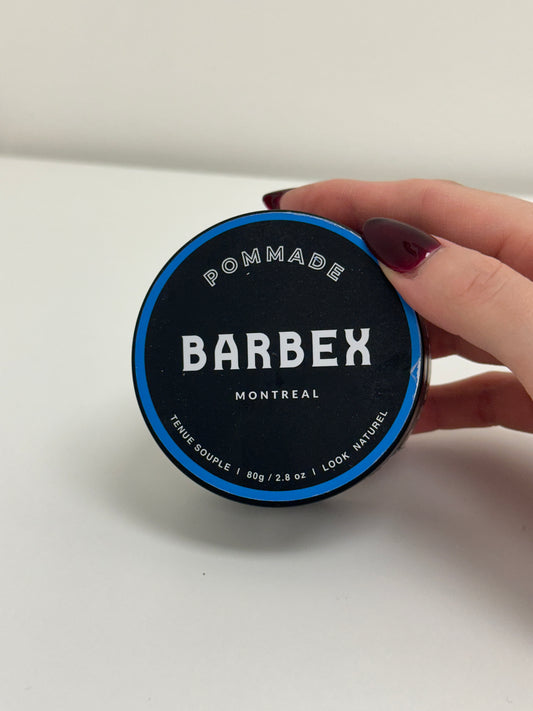 POMMADE
BARBEX
MONTREAL
TENUE SOUPLE | 80g / 2.8 oz | LOOK NATUREL